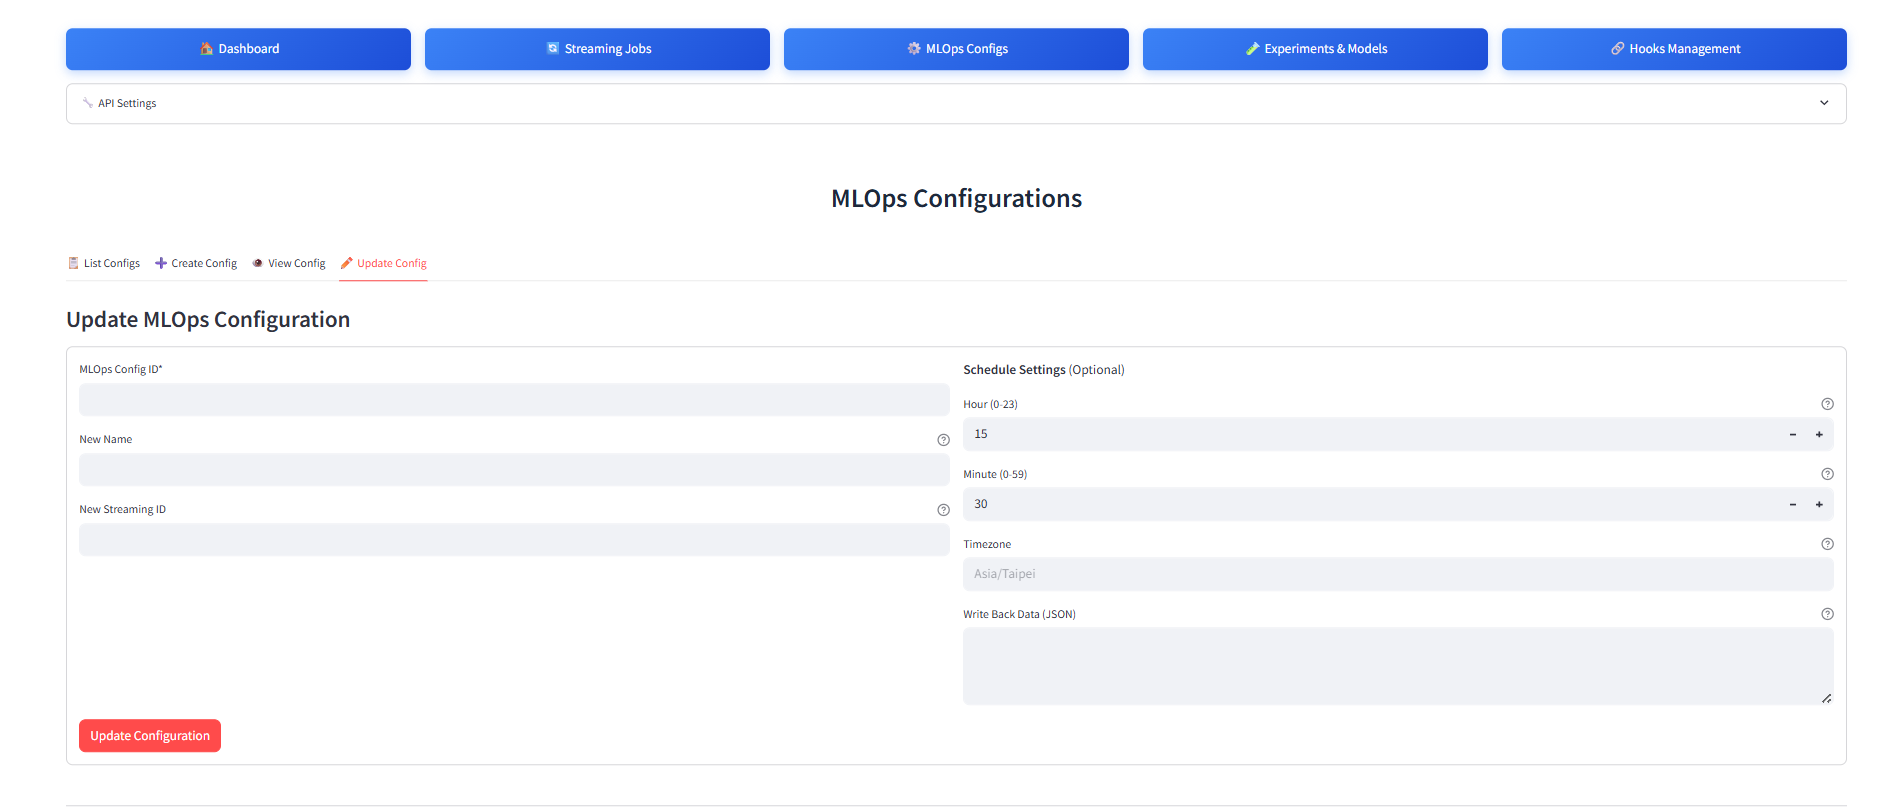 Dashboard
Streaming Jobs
MLOps Configs
Experiments & Models
Hooks Management
API Settings
MLOps Configurations
List Configs
Create Config
View Config
Update Config
Update MLOps Configuration
MLOps Config ID*
New Name
New Streaming ID
Schedule Settings (Optional)
Hour (0-23)
15
Minute (0-59)
30
Timezone
Asia/Taipei
Write Back Data (JSON)
Update Configuration